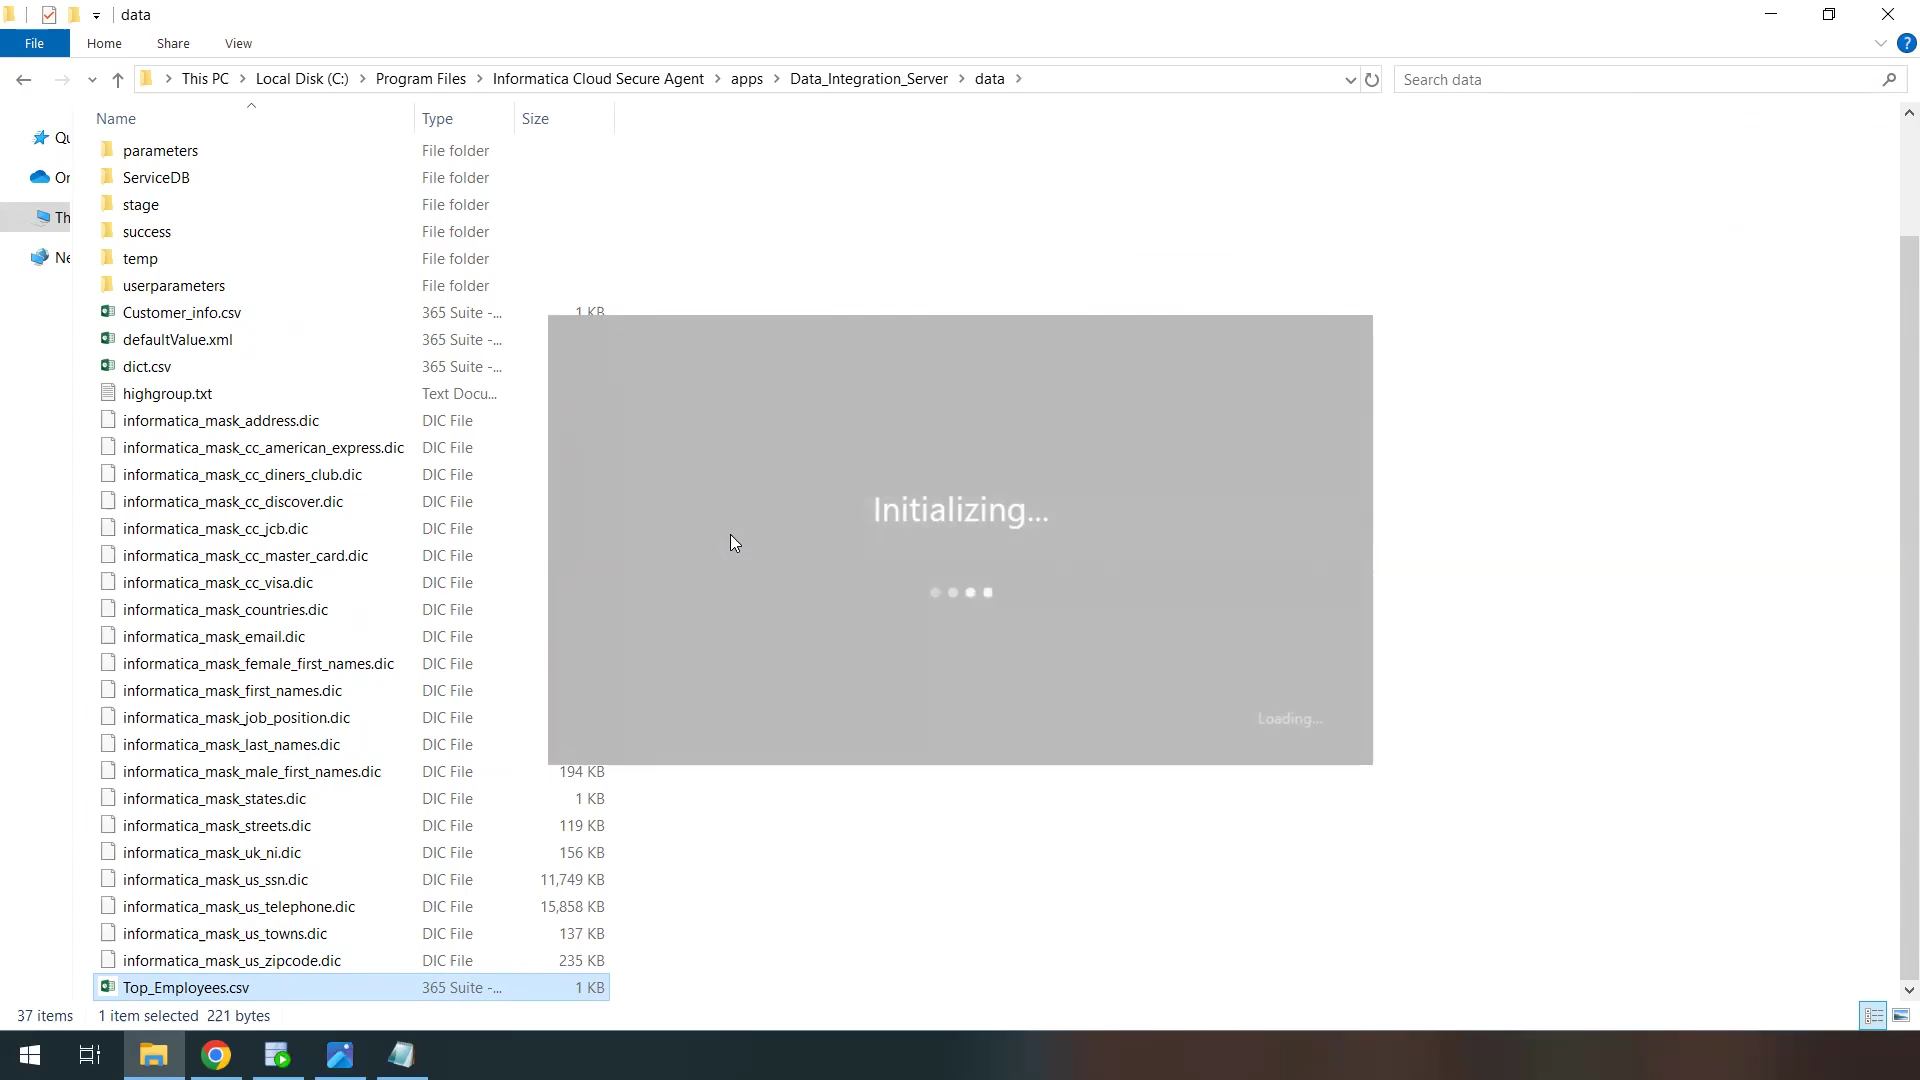 data
File Home Share View
This PC Local Disk (C:) Program Files Informatica Cloud Secure Agent apps Data_Integration_Server data
Search data
Name Type Size
Qu
On
Th
Ne
parameters File folder
ServiceDB File folder
stage File folder
success File folder
temp File folder
userparameters File folder
Customer_info.csv 365 Suite -... 1 KB
defaultValue.xml 365 Suite -...
dict.csv 365 Suite -...
highgroup.txt Text Docu...
informatica_mask_address.dic DIC File
informatica_mask_cc_american_express.dic DIC File
informatica_mask_cc_diners_club.dic DIC File
informatica_mask_cc_discover.dic DIC File
informatica_mask_cc_jcb.dic DIC File
informatica_mask_cc_master_card.dic DIC File
informatica_mask_cc_visa.dic DIC File
informatica_mask_countries.dic DIC File
informatica_mask_email.dic DIC File
informatica_mask_female_first_names.dic DIC File
informatica_mask_first_names.dic DIC File
informatica_mask_job_position.dic DIC File
informatica_mask_last_names.dic DIC File
informatica_mask_male_first_names.dic DIC File 194 KB
informatica_mask_states.dic DIC File 1 KB
informatica_mask_streets.dic DIC File 119 KB
informatica_mask_uk_ni.dic DIC File 156 KB
informatica_mask_us_ssn.dic DIC File 11,749 KB
informatica_mask_us_telephone.dic DIC File 15,858 KB
informatica_mask_us_towns.dic DIC File 137 KB
informatica_mask_us_zipcode.dic DIC File 235 KB
Top_Employees.csv 365 Suite -... 1 KB
Initializing...
Loading...
37 items 1 item selected 221 bytes